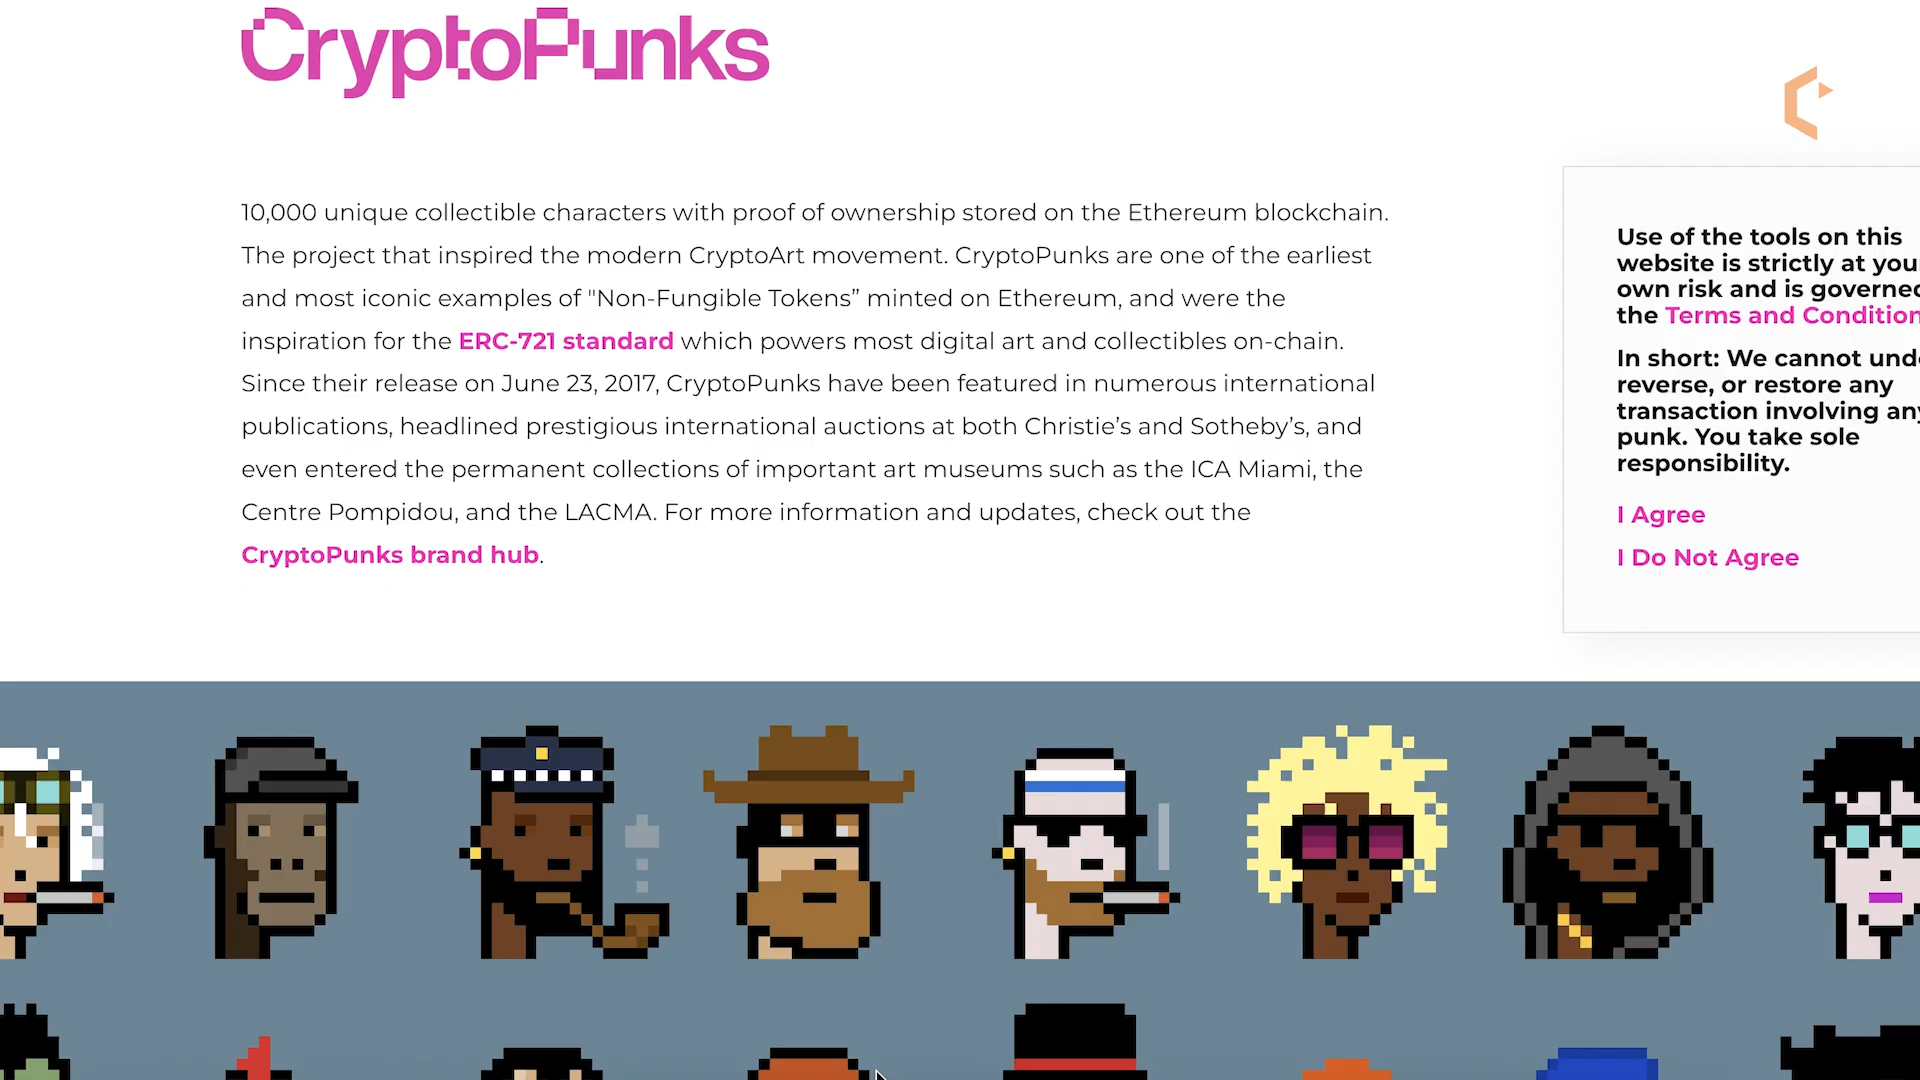 CryptoPunks
10,000 unique collectible characters with proof of ownership stored on the Ethereum blockchain.
The project that inspired the modern CryptoArt movement. CryptoPunks are one of the earliest
and most iconic examples of "Non-Fungible Tokens” minted on Ethereum, and were the
inspiration for the ERC-721 standard which powers most digital art and collectibles on-chain.
Since their release on June 23, 2017, CryptoPunks have been featured in numerous international
publications, headlined prestigious international auctions at both Christie’s and Sotheby’s, and
even entered the permanent collections of important art museums such as the ICA Miami, the
Centre Pompidou, and the LACMA. For more information and updates, check out the
CryptoPunks brand hub.
Use of the tools on this
website is strictly at you
own risk and is governed
the Terms and Condition
In short: We cannot und
reverse, or restore any
transaction involving any
punk. You take sole
responsibility.
I Agree
I Do Not Agree